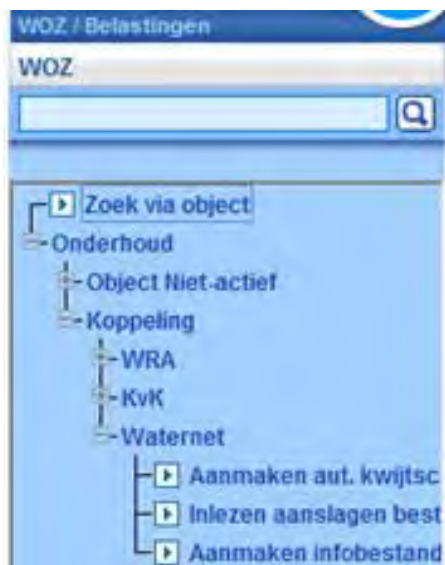 WOZ / Belastingen
WOZ
Zoek via object
Onderhoud
Object Niet-actief
Koppeling
WRA
KvK
Waternet
Aanmaken aut. kwijtsc
Inlezen aanslagen best
Aanmaken infobestand